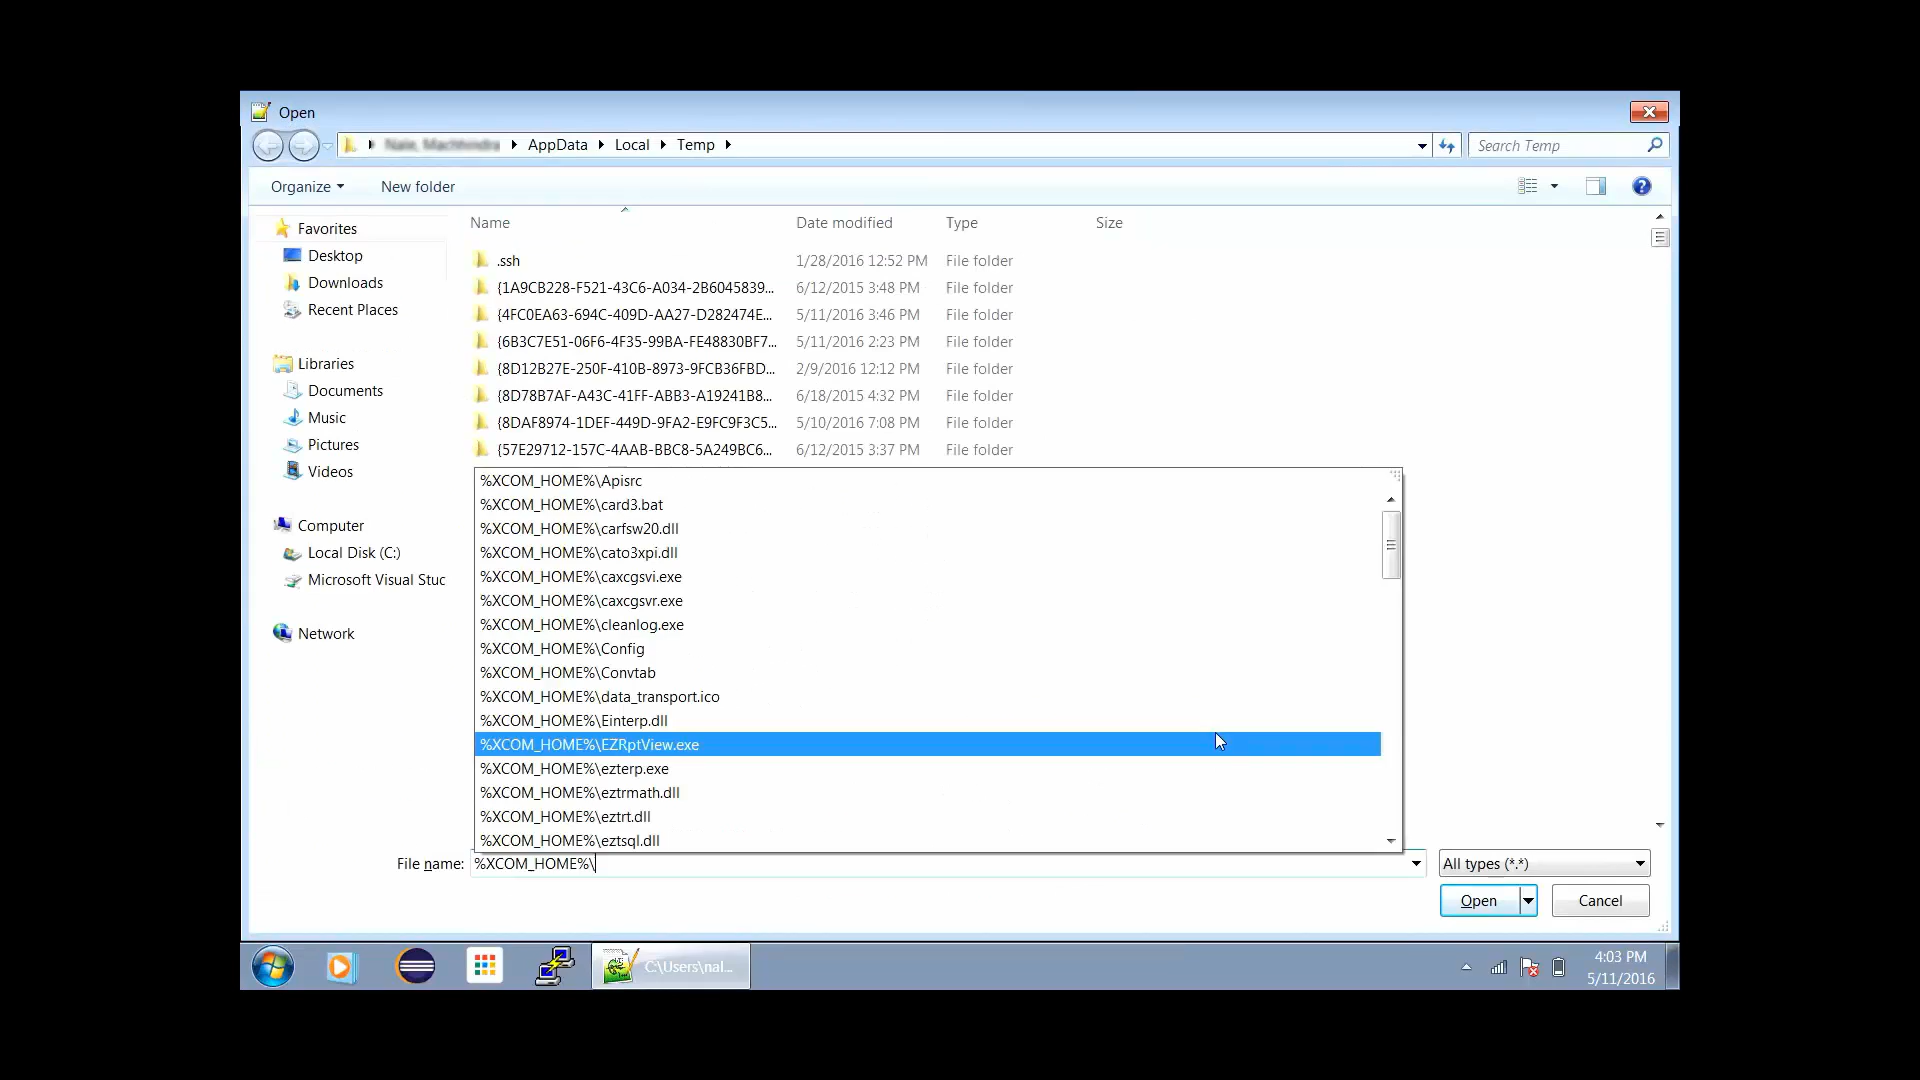 Open
AppData Local Temp
Search Temp
Organize New folder
Name Date modified Type Size
Favorites
Desktop
Downloads
Recent Places
Libraries
Documents
Music
Pictures
Videos
Computer
Local Disk (C:)
Microsoft Visual Stuc
Network
.ssh 1/28/2016 12:52 PM File folder
{1A9CB228-F521-43C6-A034-2B6045839... 6/12/2015 3:48 PM File folder
{4FC0EA63-694C-409D-AA27-D282474E... 5/11/2016 3:46 PM File folder
{6B3C7E51-06F6-4F35-99BA-FE48830BF7... 5/11/2016 2:23 PM File folder
{8D12B27E-250F-410B-8973-9FCB36FBD... 2/9/2016 12:12 PM File folder
{8D78B7AF-A43C-41FF-ABB3-A19241B8... 6/18/2015 4:32 PM File folder
{8DAF8974-1DEF-449D-9FA2-E9FC9F3C5... 5/10/2016 7:08 PM File folder
{57E29712-157C-4AAB-BBC8-5A249BC6... 6/12/2015 3:37 PM File folder
%XCOM_HOME%\Apisrc
%XCOM_HOME%\card3.bat
%XCOM_HOME%\carfsw20.dll
%XCOM_HOME%\cato3xpi.dll
%XCOM_HOME%\caxcgsvi.exe
%XCOM_HOME%\caxcgsvr.exe
%XCOM_HOME%\cleanlog.exe
%XCOM_HOME%\Config
%XCOM_HOME%\Convtab
%XCOM_HOME%\data_transport.ico
%XCOM_HOME%\Einterp.dll
%XCOM_HOME%\EZRptView.exe
%XCOM_HOME%\ezterp.exe
%XCOM_HOME%\eztrmath.dll
%XCOM_HOME%\eztrt.dll
%XCOM_HOME%\eztsql.dll
File name: %XCOM_HOME%\ All types (*.*)
Open Cancel
C:\Users\nal...
4:03 PM
5/11/2016